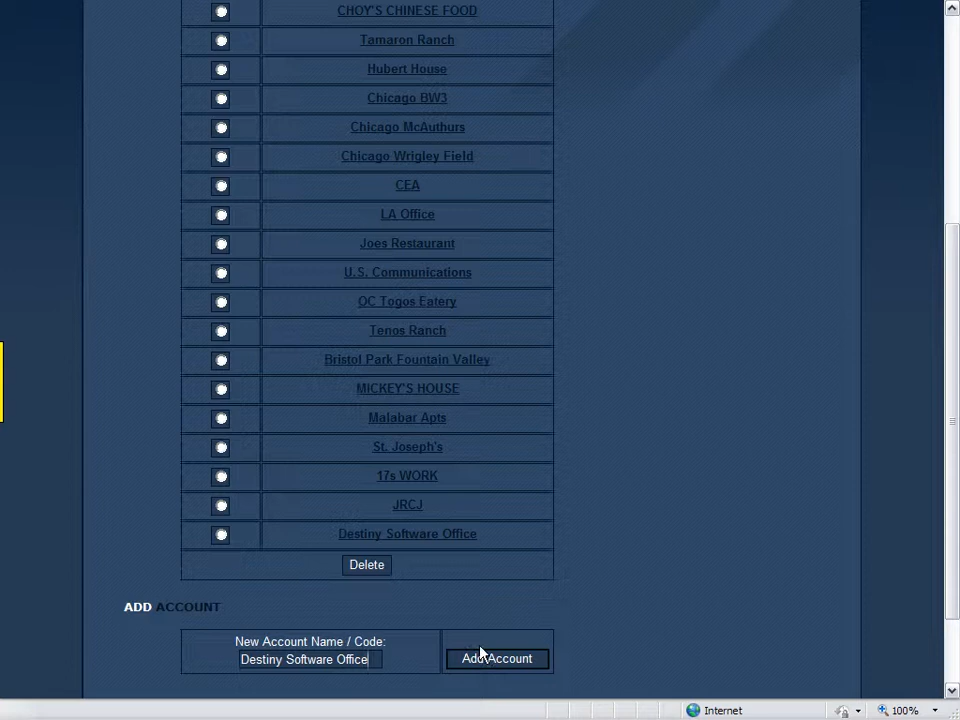 CHOY'S CHINESE FOOD
Tamaron Ranch
Hubert House
Chicago BW3
Chicago McAuthurs
Chicago Wrigley Field
CEA
LA Office
Joes Restaurant
U.S. Communications
OC Togos Eatery
Tenos Ranch
Bristol Park Fountain Valley
MICKEY'S HOUSE
Malabar Apts
St. Joseph's
17s WORK
JRCJ
Destiny Software Office
Delete
ADD ACCOUNT
New Account Name / Code:
Destiny Software Office
Add Account
Internet
100%